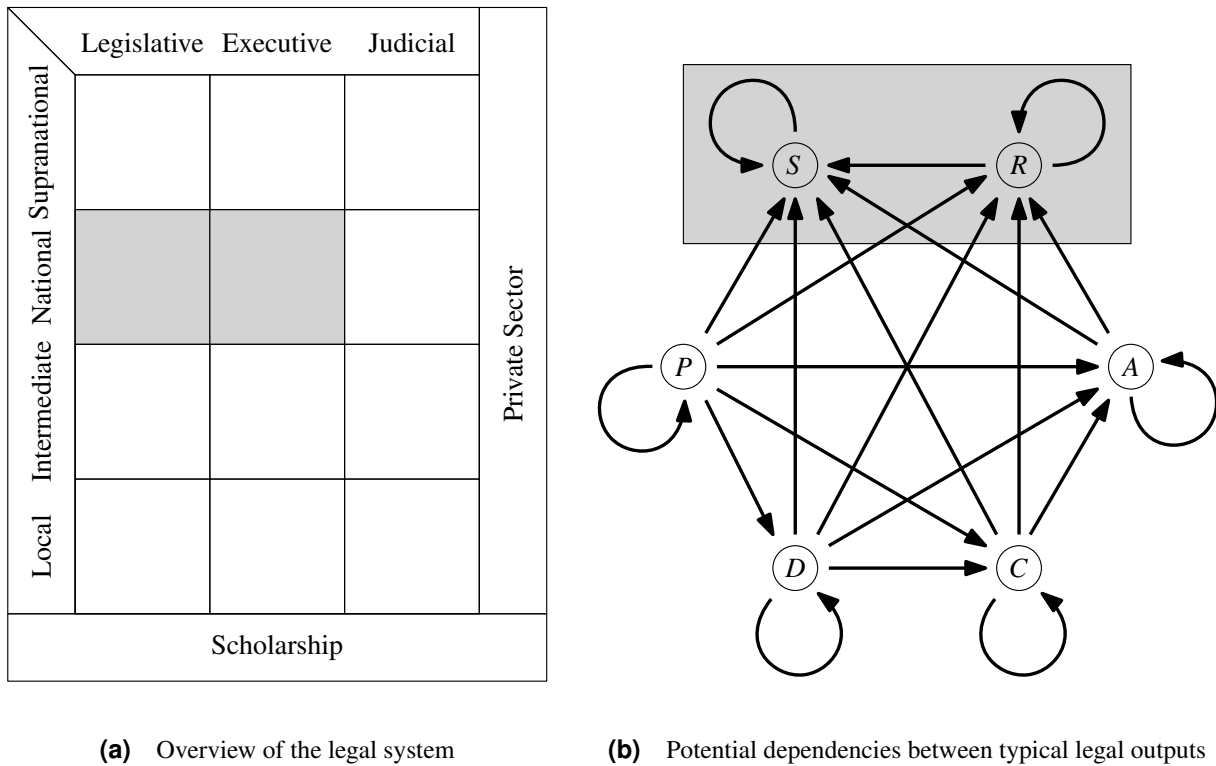 Legislative Executive Judicial
Supranational
National
Intermediate
Local
Private Sector
Scholarship
(a) Overview of the legal system
S R
P A
D C
(b) Potential dependencies between typical legal outputs